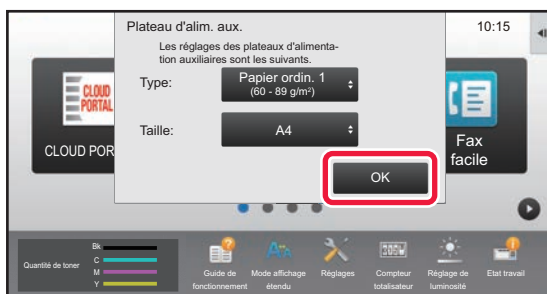 Plateau d'alim. aux.
10:15
Les réglages des plateaux d'alimenta-
tion auxiliaires sont les suivants.
Type:
Papier ordin. 1
(60 - 89 g/m²)
Taille:
A4
OK
CLOUD
PORTAL
CLOUD POR
Fax
facile
Quantité de toner
Bk
C
M
Y
Guide de
fonctionnement
Mode affichage
étendu
Réglages
Compteur
totalisateur
Réglage de
luminosité
Etat travail